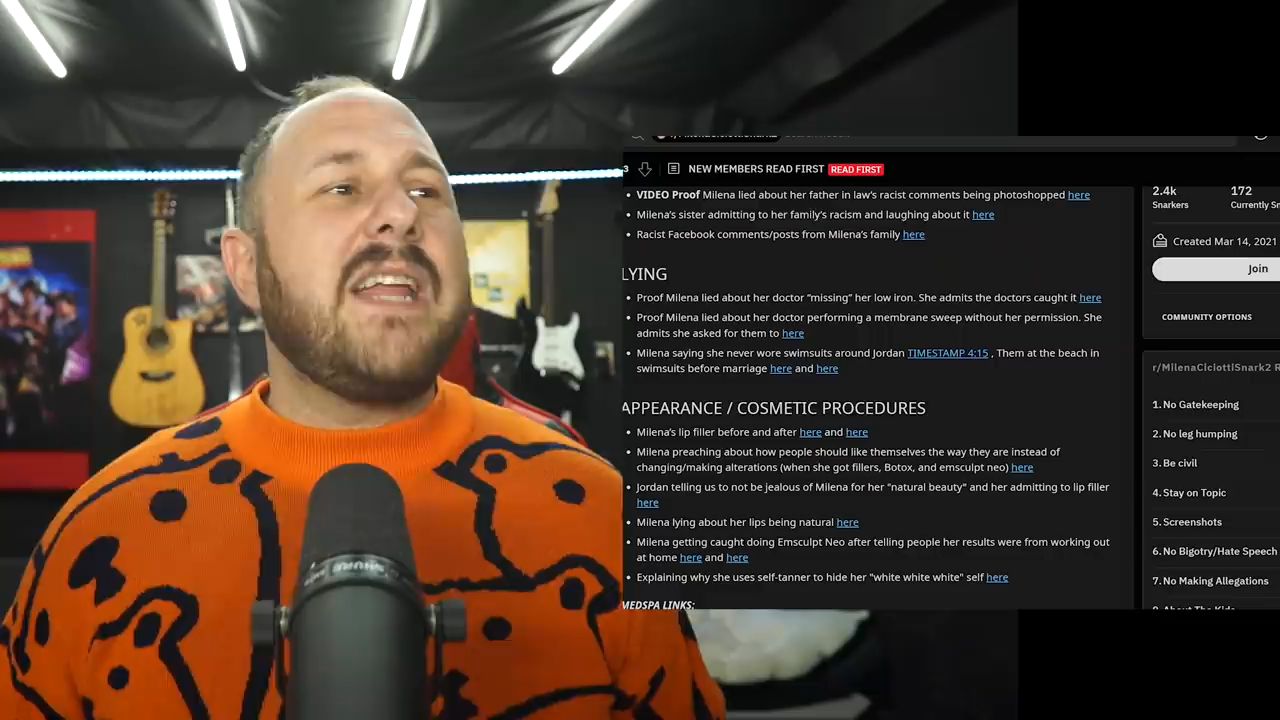 3
NEW MEMBERS READ FIRST READ FIRST
• VIDEO Proof Milena lied about her father in law's racist comments being photoshopped here
• Milena's sister admitting to her family's racism and laughing about it here
• Racist Facebook comments/posts from Milena's family here
LYING
• Proof Milena lied about her doctor "missing" her low iron. She admits the doctors caught it here
• Proof Milena lied about her doctor performing a membrane sweep without her permission. She
admits she asked for them to here
• Milena saying she never wore swimsuits around Jordan TIMESTAMP 4:15 , Them at the beach in
swimsuits before marriage here and here
APPEARANCE / COSMETIC PROCEDURES
• Milena's lip filler before and after here and here
• Milena preaching about how people should like themselves the way they are instead of
changing/making alterations (when she got fillers, Botox, and emsculpt neo) here
• Jordan telling us to not be jealous of Milena for her "natural beauty" and her admitting to lip filler
here
• Milena lying about her lips being natural here
• Milena getting caught doing Emsculpt Neo after telling people her results were from working out
at home here and here
• Explaining why she uses self-tanner to hide her "white white white" self here
MEDSPA LINKS:
2.4k 172
Snarkers Currently Sn
Created Mar 14, 2021
Join
COMMUNITY OPTIONS
r/MilenaCiciottiSnark2 R
1. No Gatekeeping
2. No leg humping
3. Be civil
4. Stay on Topic
5. Screenshots
6. No Bigotry/Hate Speech
7. No Making Allegations